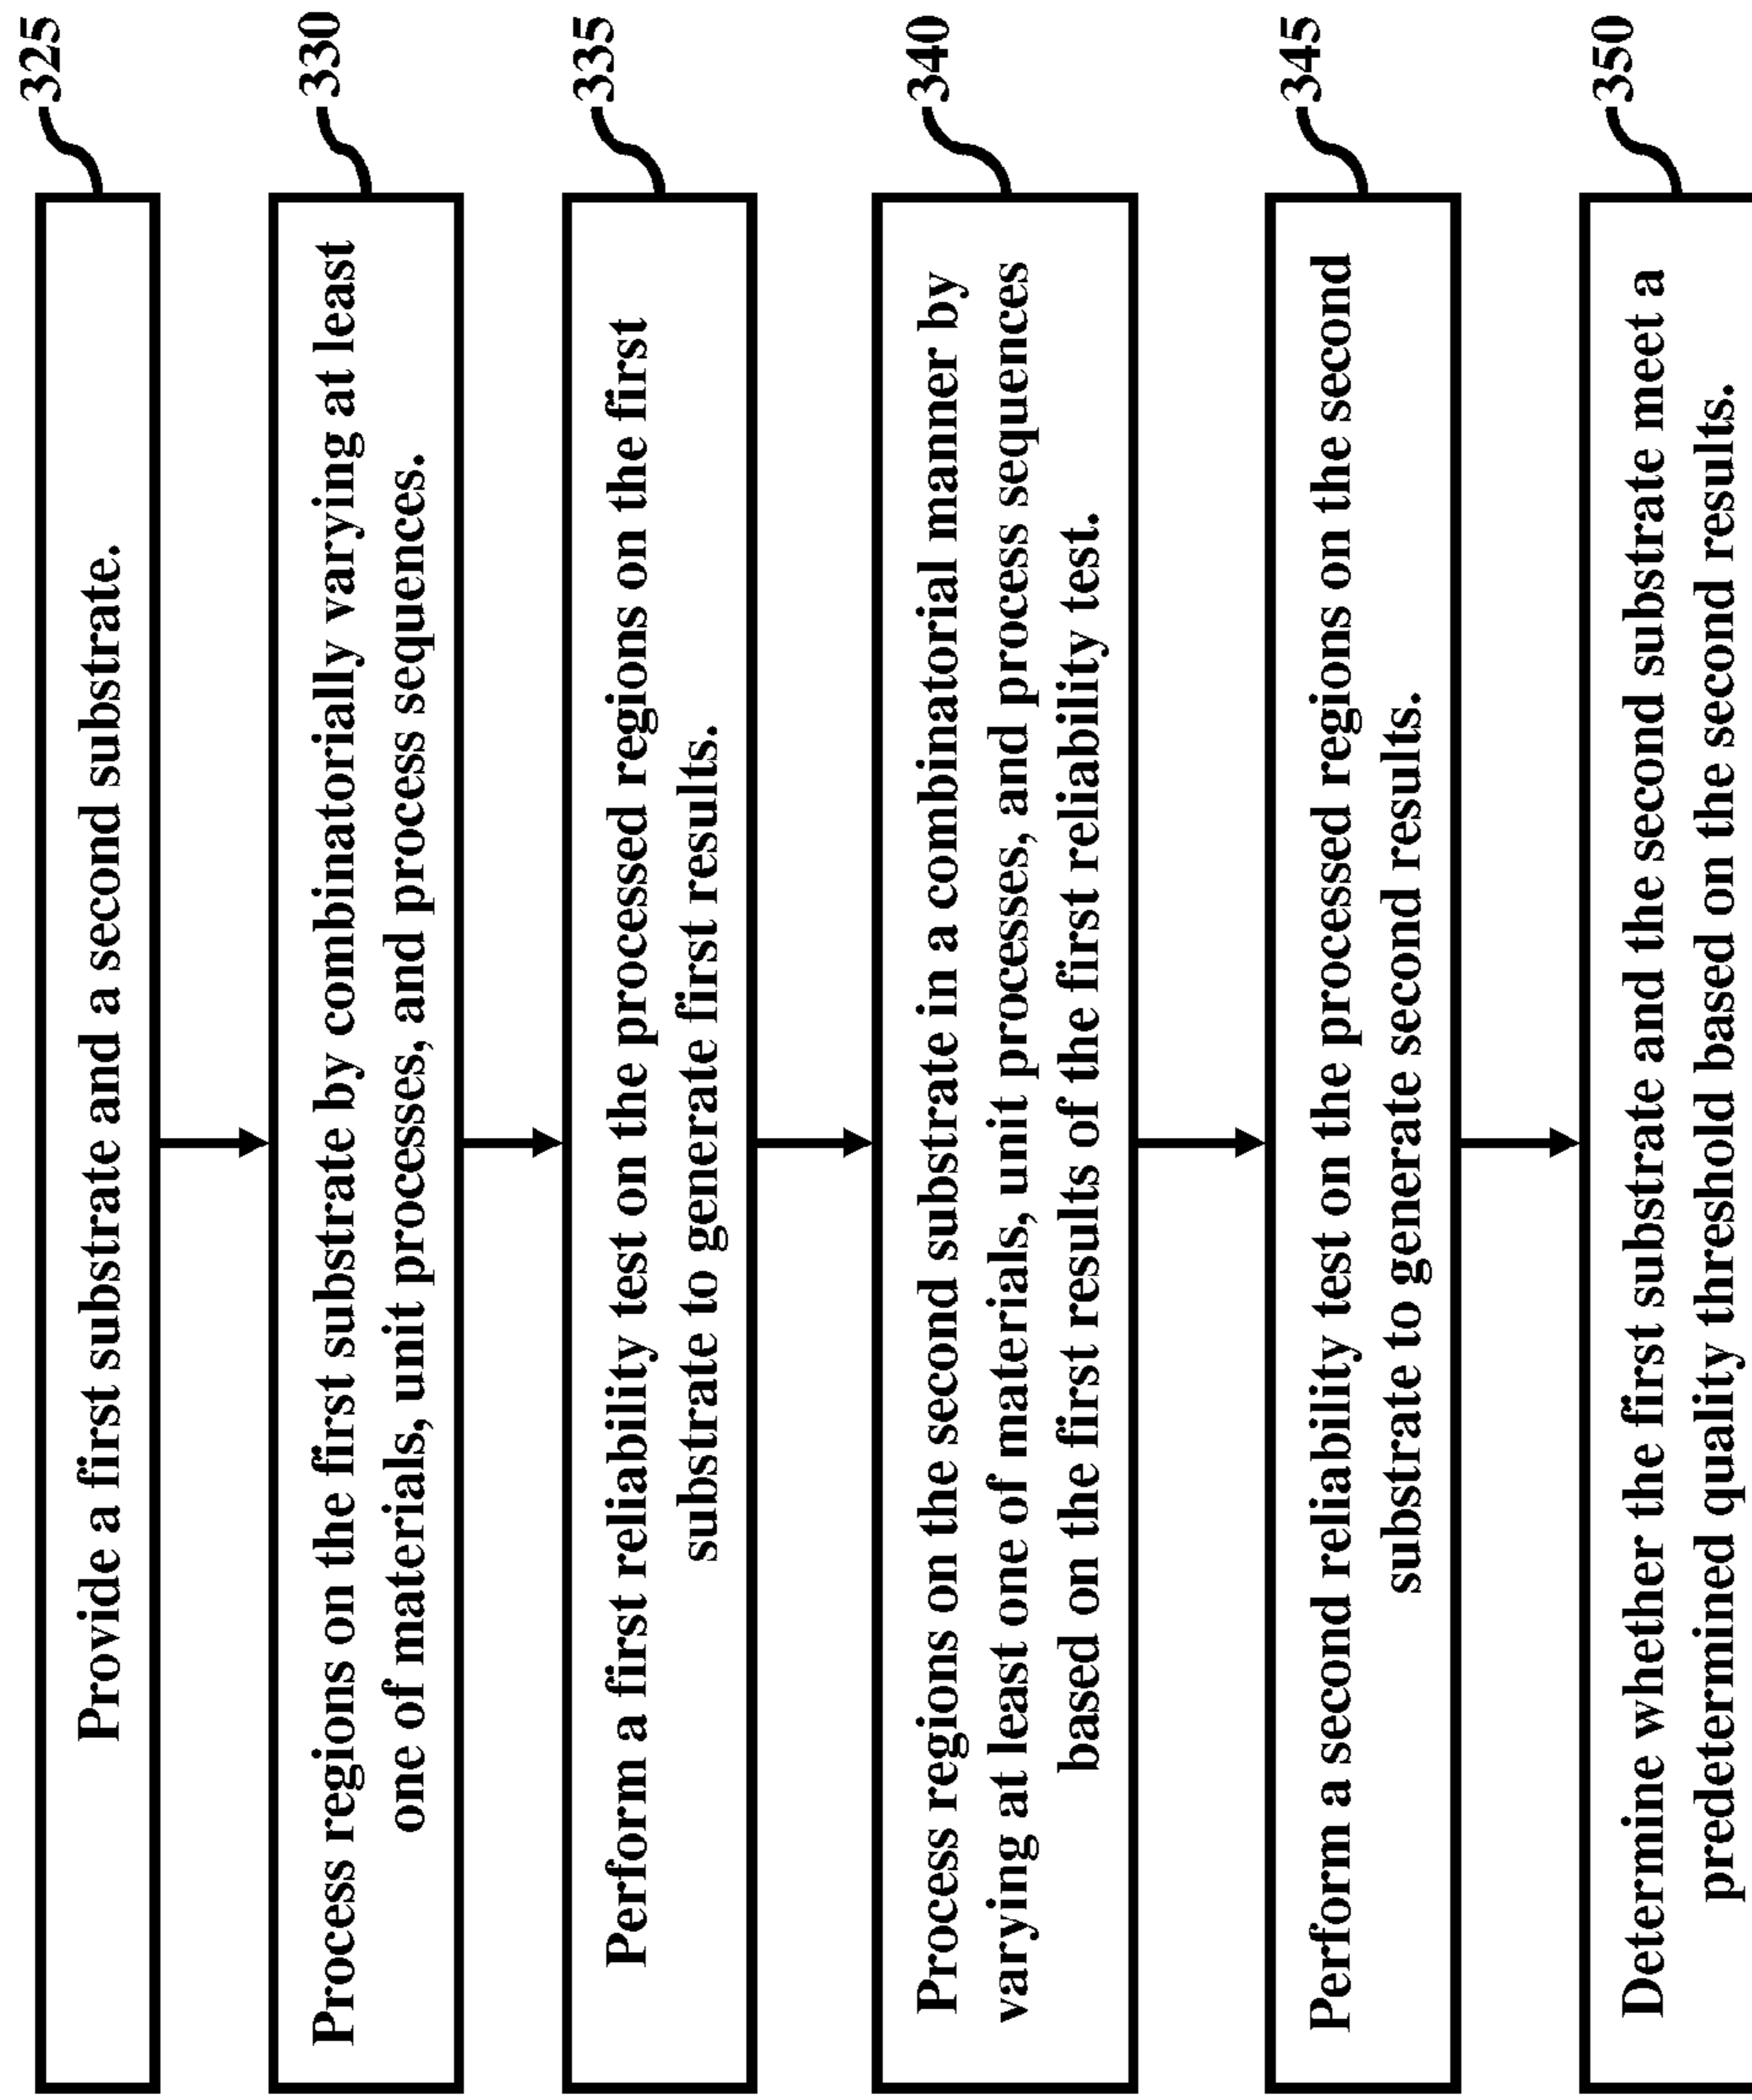 325
Provide a first substrate and a second substrate.
330
Process regions on the first substrate by combinatorially varying at least
one of materials, unit processes, and process sequences.
335
Perform a first reliability test on the processed regions on the first
substrate to generate first results.
340
Process regions on the second substrate in a combinatorial manner by
varying at least one of materials, unit processes, and process sequences
based on the first results of the first reliability test.
345
Perform a second reliability test on the processed regions on the second
substrate to generate second results.
350
Determine whether the first substrate and the second substrate meet a
predetermined quality threshold based on the second results.